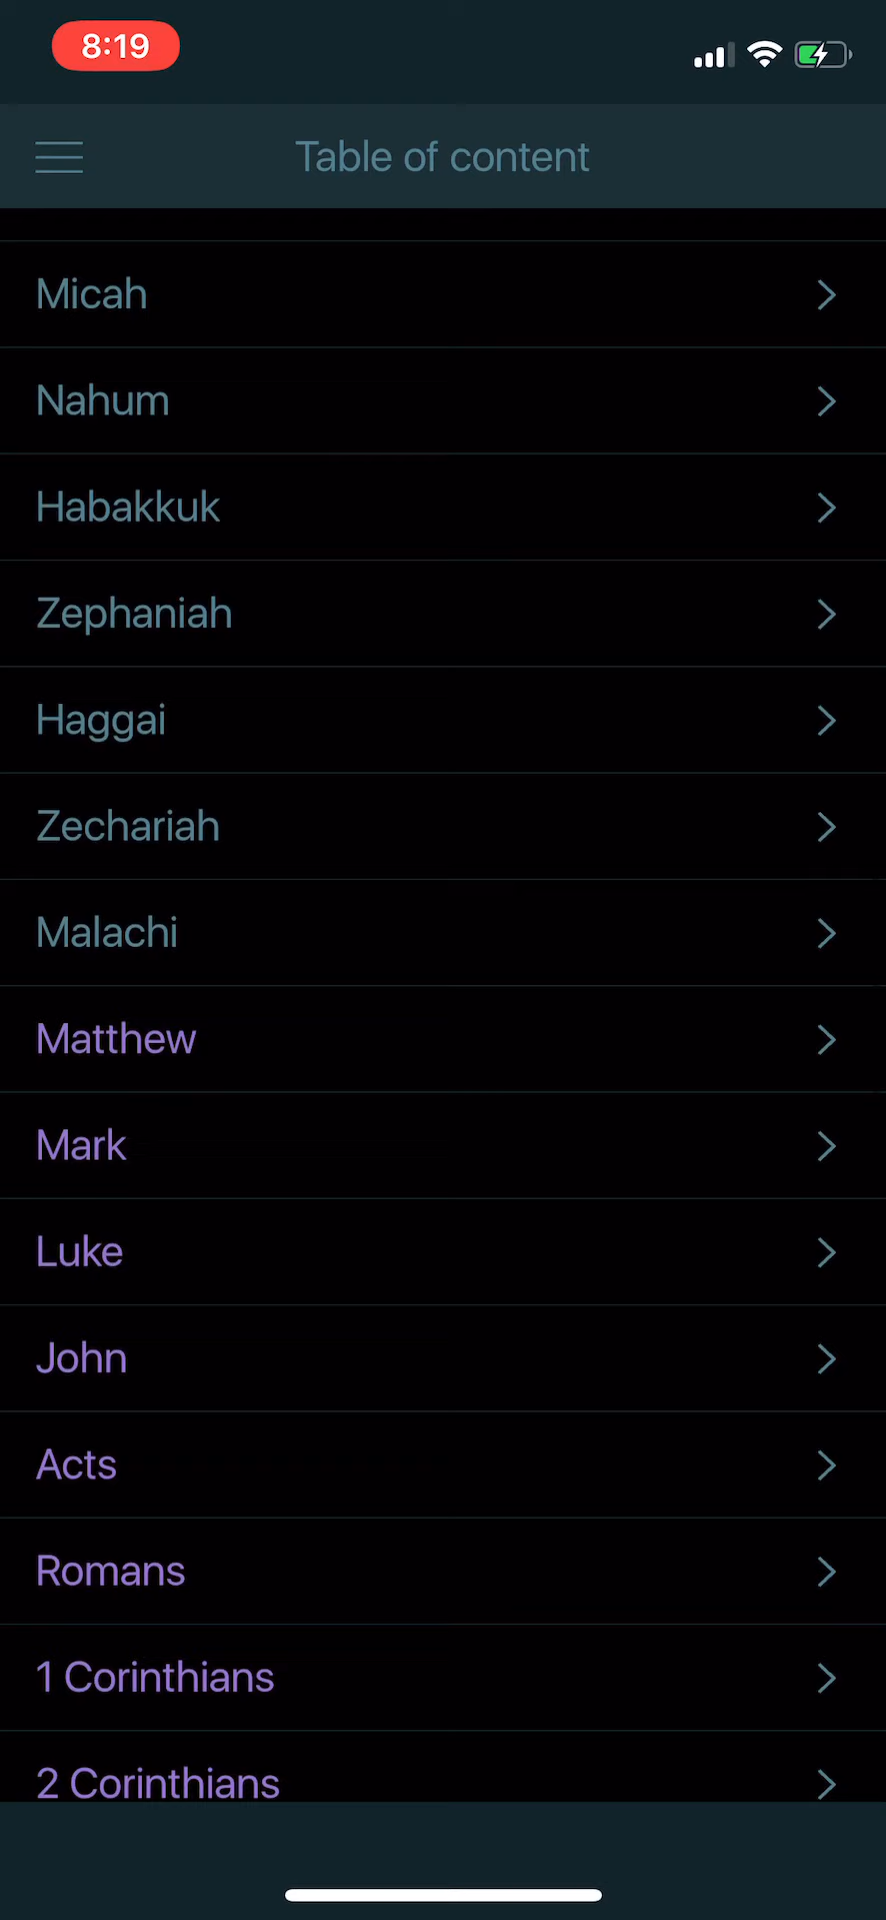 8:19
Table of content
Micah
Nahum
Habakkuk
Zephaniah
Haggai
Zechariah
Malachi
Matthew
Mark
Luke
John
Acts
Romans
1 Corinthians
2 Corinthians